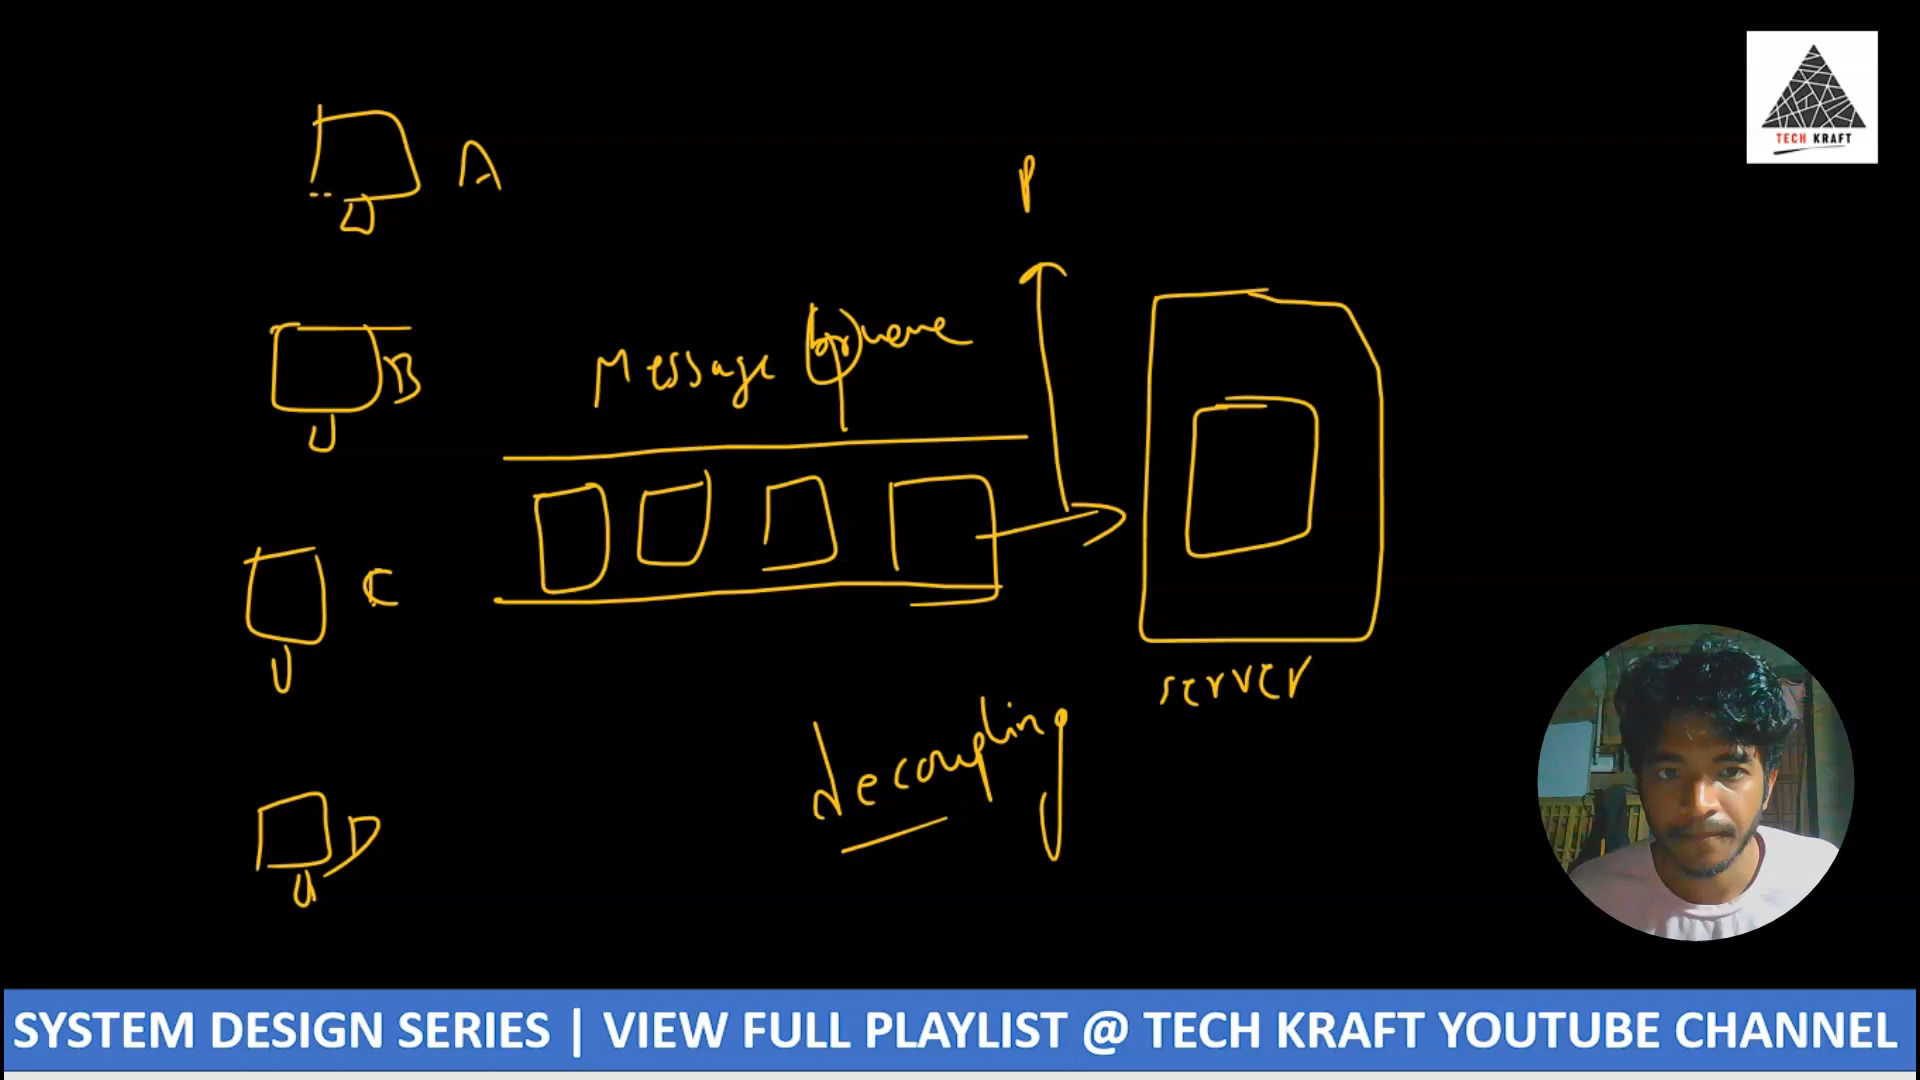 TECH KRAFT
A
P
Message Queue
B
C
server
decoupling
D
SYSTEM DESIGN SERIES | VIEW FULL PLAYLIST @ TECH KRAFT YOUTUBE CHANNEL